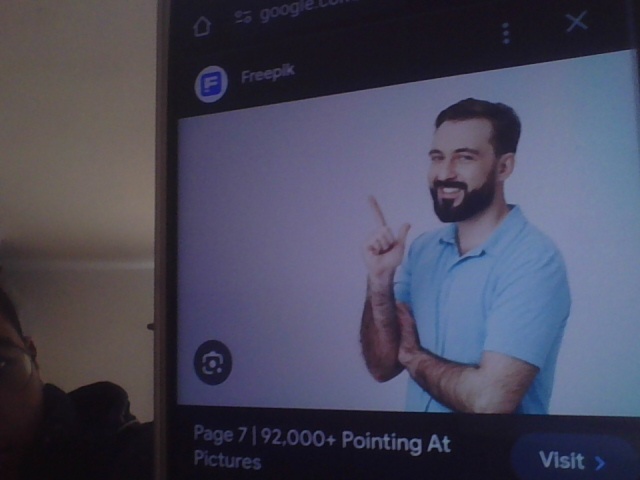 google.com
Freepik
Page 7 | 92,000+ Pointing At
Pictures
Visit